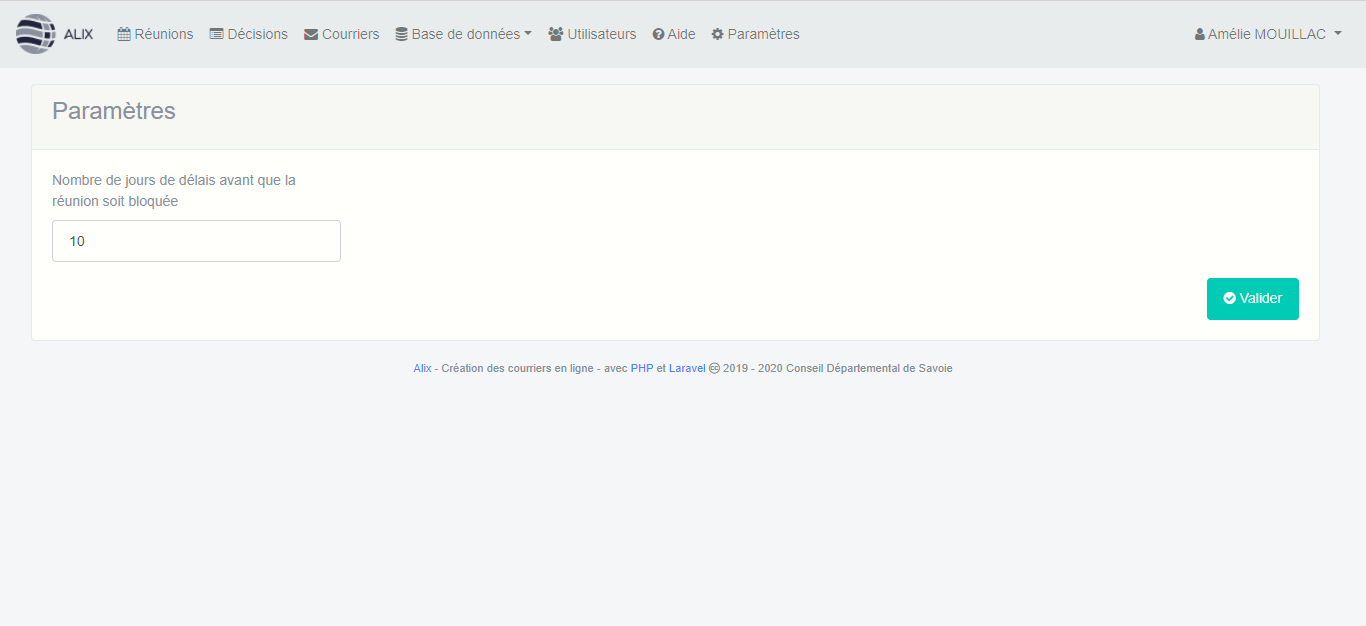 ALIX Réunions Décisions Courriers Base de données Utilisateurs Aide Paramètres Amélie MOUILLAC
Paramètres
Nombre de jours de délais avant que la
réunion soit bloquée
10
Valider
Alix - Création des courriers en ligne - avec PHP et Laravel 2019 - 2020 Conseil Départemental de Savoie